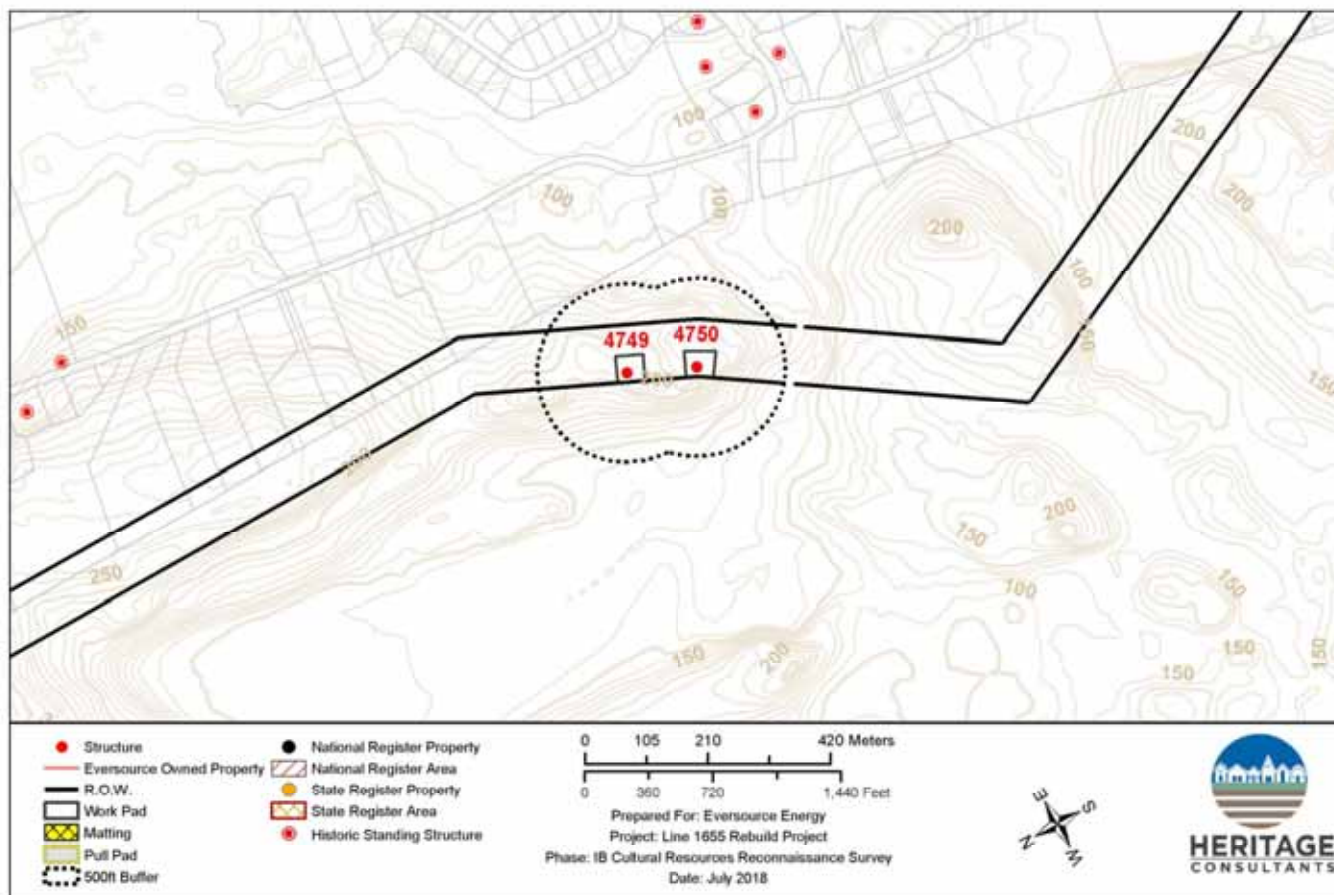 100
200
100
200
100
200
100
150
4749
4750
150
200
150
200
250
200
150
100
150
150
150
150
150
200
Structure
Eversource Owned Property
R.O.W.
Work Pad
Matting
Pull Pad
500ft Buffer
National Register Property
National Register Area
State Register Property
State Register Area
Historic Standing Structure
0 105 210 420 Meters
0 360 720 1,440 Feet
Prepared For: Eversource Energy
Project: Line 1655 Rebuild Project
Phase: IB Cultural Resources Reconnaissance Survey
Date: July 2018
E
S
N
W
HERITAGE
CONSULTANTS